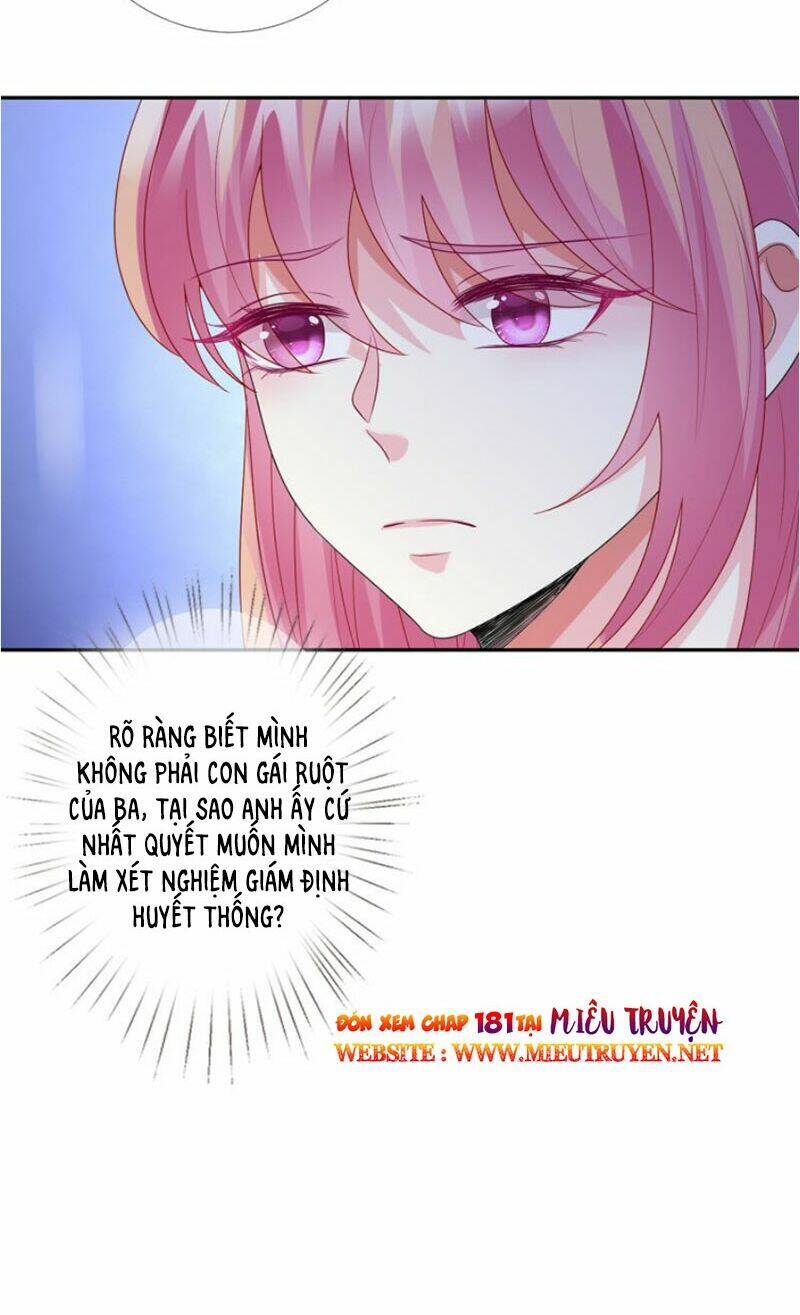 RÕ RÀNG BIẾT MÌNH
KHÔNG PHẢI CON GÁI RUỘT
CỦA BA, TẠI SAO ANH ẤY CỨ
NHẤT QUYẾT MUỐN MÌNH
LÀM XÉT NGHIỆM GIÁM ĐỊNH
HUYẾT THỐNG?
ĐÓN XEM CHAP 181 TẠI MIÊU TRUYỆN
WEBSITE : WWW.MIEUTRUYEN.NET